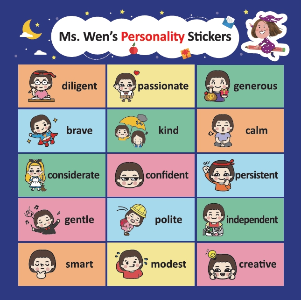 Ms. Wen's Personality Stickers
diligent
passionate
generous
brave
kind
calm
considerate
confident
persistent
gentle
polite
independent
smart
modest
creative